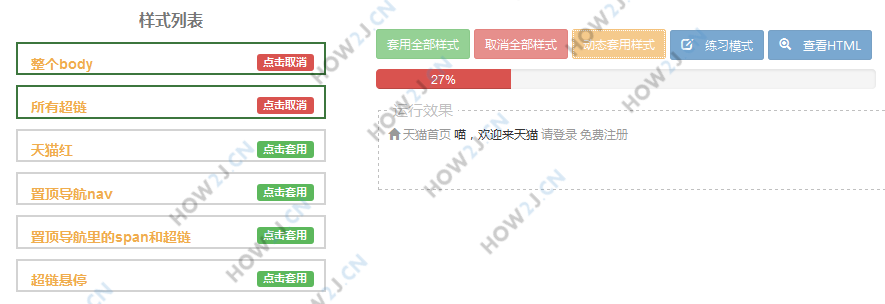 样式列表
整个body 点击取消
所有超链 点击取消
天猫红 点击套用
置顶导航nav 点击套用
置顶导航里的span和超链 点击套用
超链悬停 点击套用
套用全部样式 取消全部样式 动态套用样式 练习模式 查看HTML
27%
运行效果
天猫首页 喵，欢迎来天猫 请登录 免费注册
HOW2J.CN
HOW2J.CN
HOW2J.CN
HOW2J.CN
HOW2J.CN
HOW2J.CN
HOW2J.CN